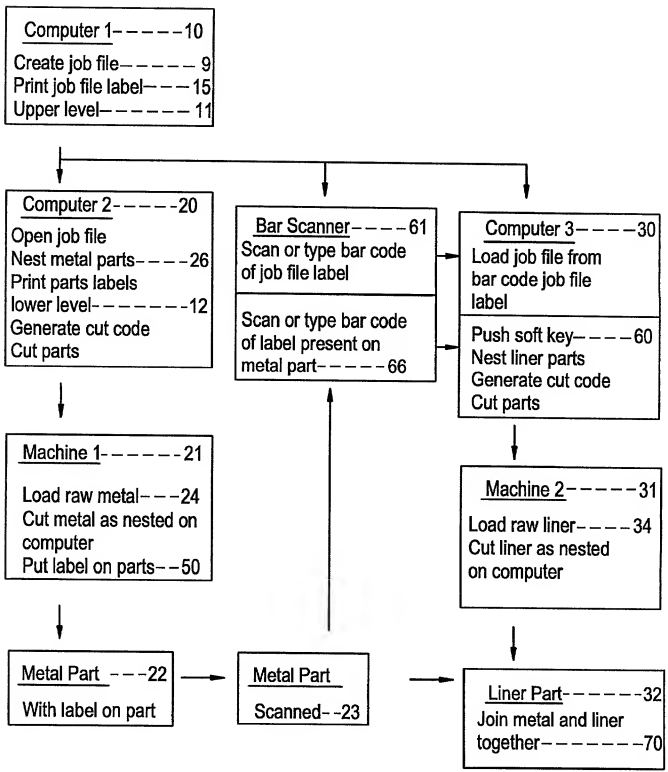 Computer 1------10
Create job file-----9
Print job file label---15
Upper level-------11
Computer 2-----20
Open job file
Nest metal parts-----26
Print parts labels
lower level------12
Generate cut code
Cut parts
Bar Scanner----61
Scan or type bar code
of job file label
Scan or type bar code
of label present on
metal part-----66
Computer 3----30
Load job file from
bar code job file
label
Push soft key----60
Nest liner parts
Generate cut code
Cut parts
Machine 1------21
Load raw metal---24
Cut metal as nested on
computer
Put label on parts--50
Machine 2-----31
Load raw liner----34
Cut liner as nested
on computer
Metal Part ---22
With label on part
Metal Part
Scanned--23
Liner Part------32
Join metal and liner
together-------70